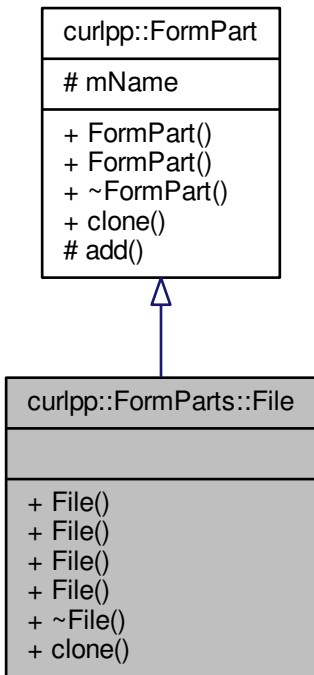 curlpp::FormPart
# mName
+ FormPart()
+ FormPart()
+ ~FormPart()
+ clone()
# add()
curlpp::FormParts::File
+ File()
+ File()
+ File()
+ File()
+ ~File()
+ clone()